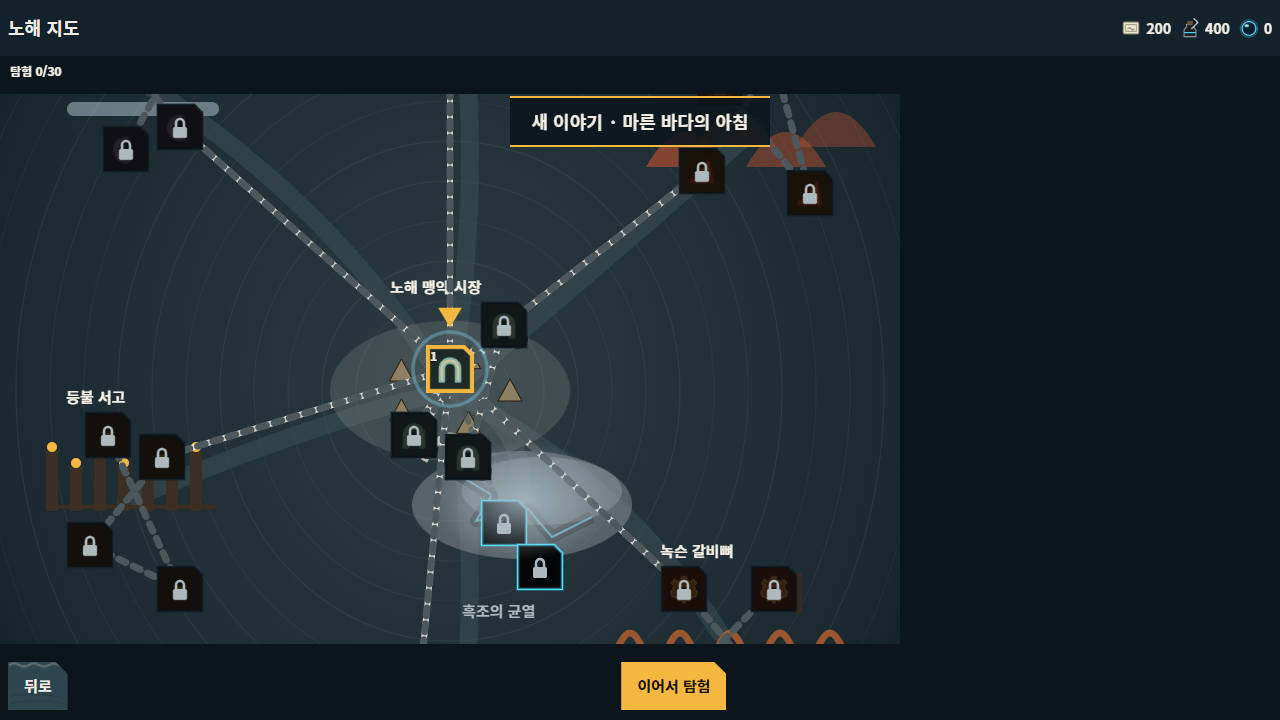 노해 지도
200
400
0
탐험 0/30
새 이야기 · 마른 바다의 아침
노해 맹의 시장
1
등불 서고
녹슨 갈비뼈
흑조의 균열
뒤로
이어서 탐험